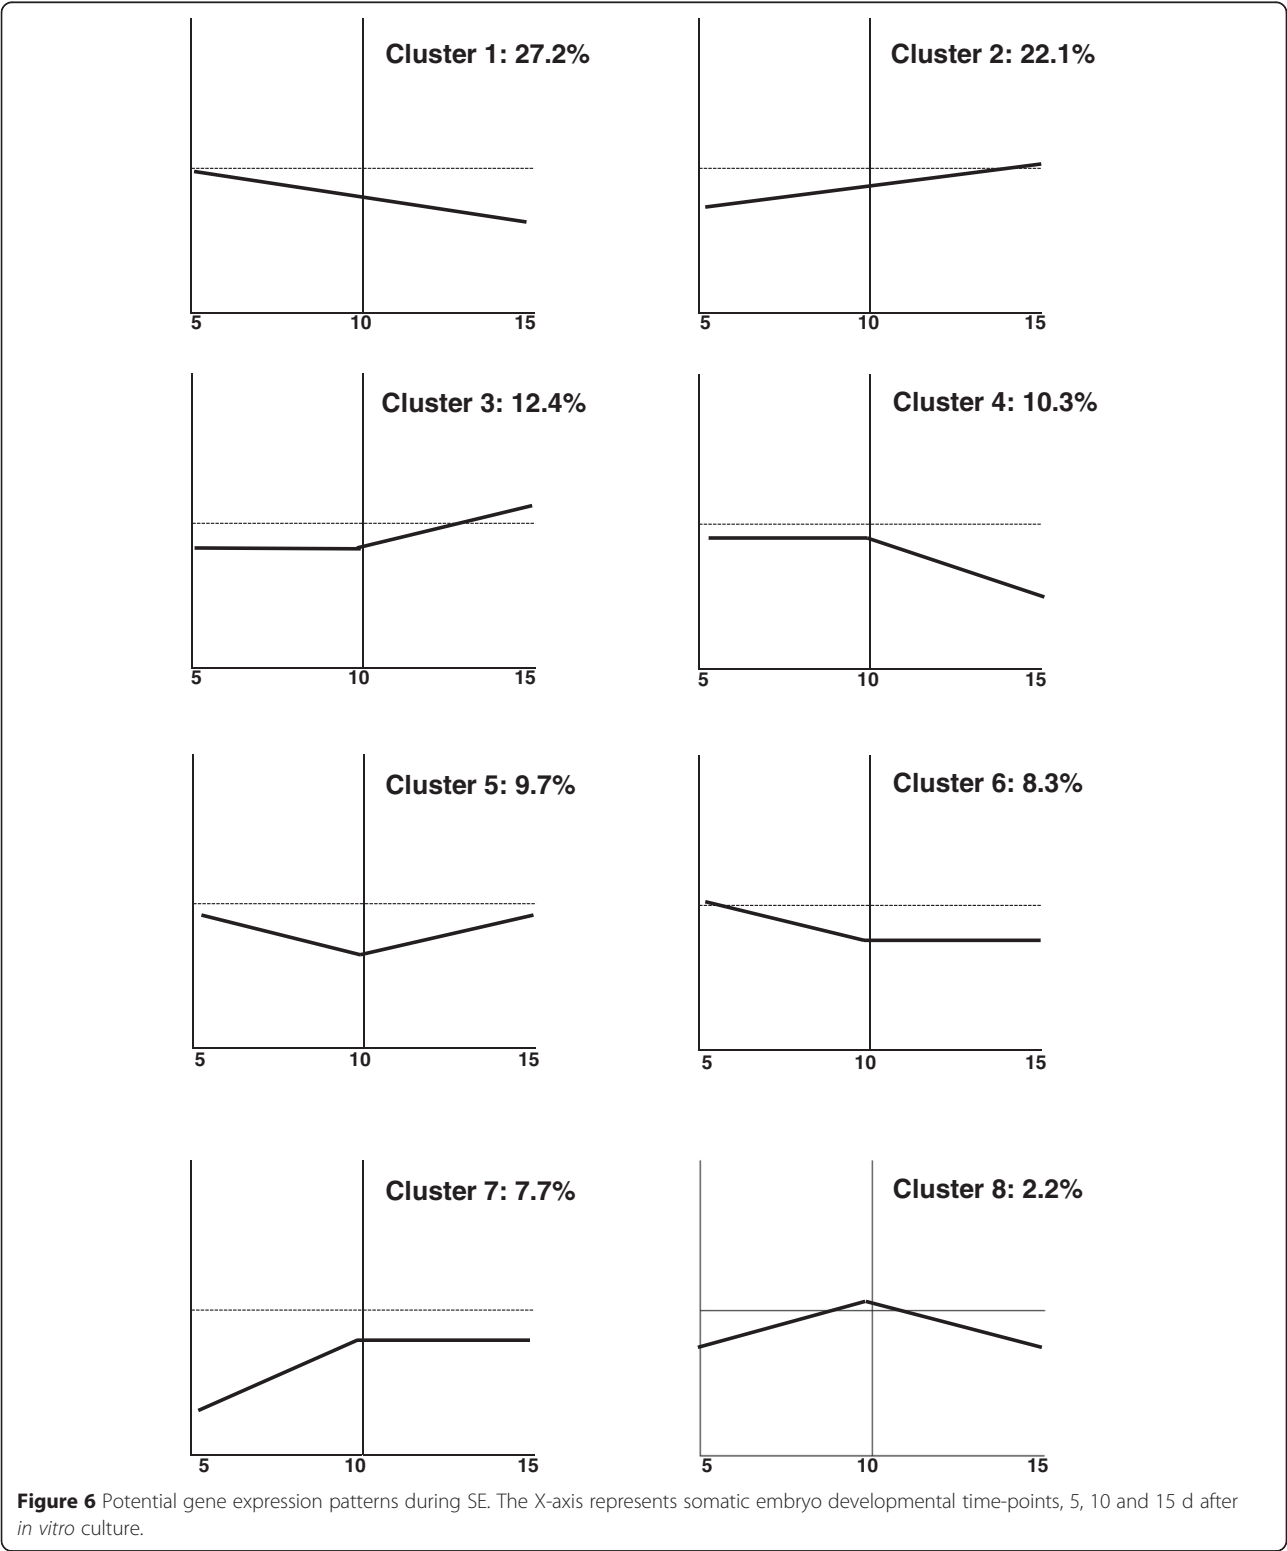 Cluster 1: 27.2%
5 10 15
Cluster 2: 22.1%
5 10 15
Cluster 3: 12.4%
5 10 15
Cluster 4: 10.3%
5 10 15
Cluster 5: 9.7%
5 10 15
Cluster 6: 8.3%
5 10 15
Cluster 7: 7.7%
5 10 15
Cluster 8: 2.2%
5 10 15
Figure 6 Potential gene expression patterns during SE. The X-axis represents somatic embryo developmental time-points, 5, 10 and 15 d after
in vitro culture.